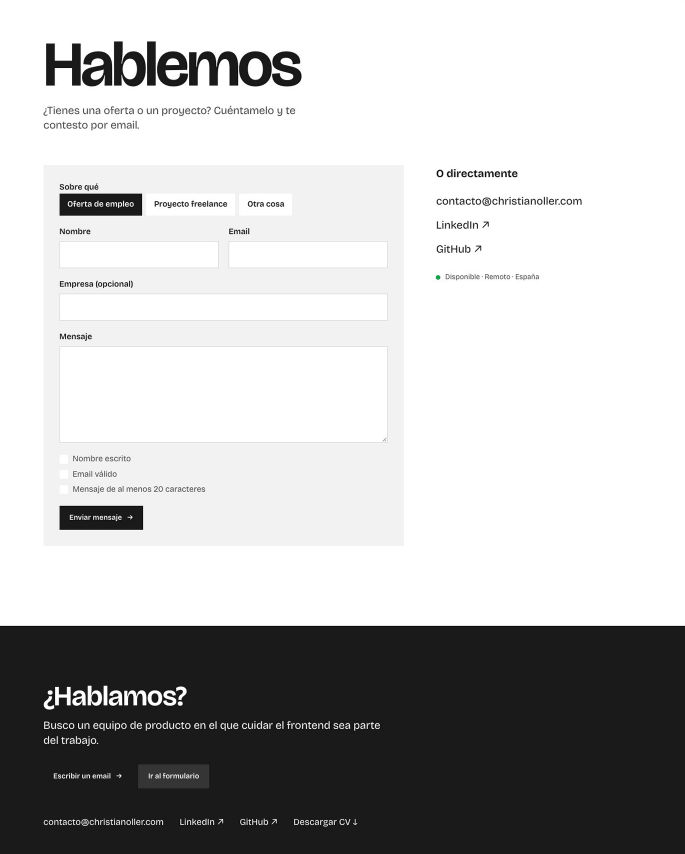 Hablemos
¿Tienes una oferta o un proyecto? Cuéntamelo y te
contesto por email.
Sobre qué
Oferta de empleo
Proyecto freelance
Otra cosa
Nombre
Email
Empresa (opcional)
Mensaje
Nombre escrito
Email válido
Mensaje de al menos 20 caracteres
Enviar mensaje →
O directamente
contacto@christianoller.com
LinkedIn ↗
GitHub ↗
Disponible · Remoto · España
¿Hablamos?
Busco un equipo de producto en el que cuidar el frontend sea parte
del trabajo.
Escribir un email →
Ir al formulario
contacto@christianoller.com
LinkedIn ↗
GitHub ↗
Descargar CV ↓